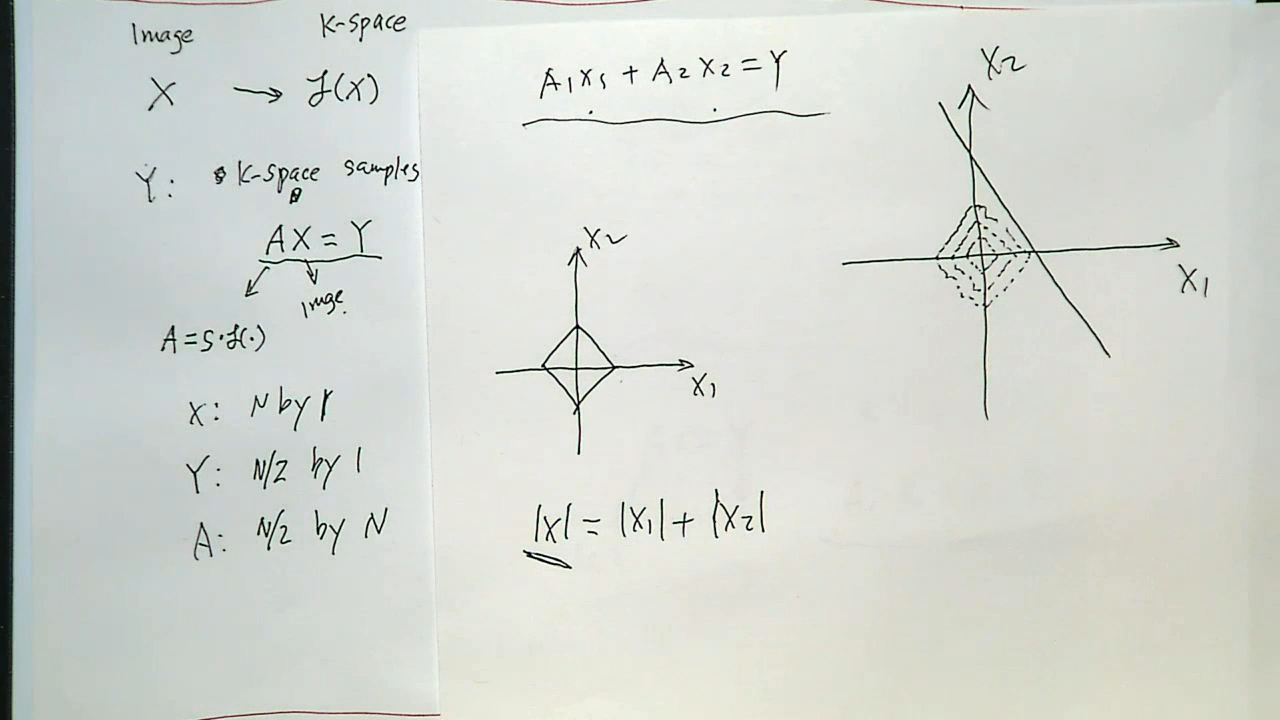 Image K-space
X → ℱ(X)
Y: K-space samples
AX = Y
Image
A = S·ℱ(·)
X: N by 1
Y: N/2 by 1
A: N/2 by N
A₁X₁ + A₂X₂ = Y
X₂
X₁
|X| = |X₁| + |X₂|
X₂
X₁